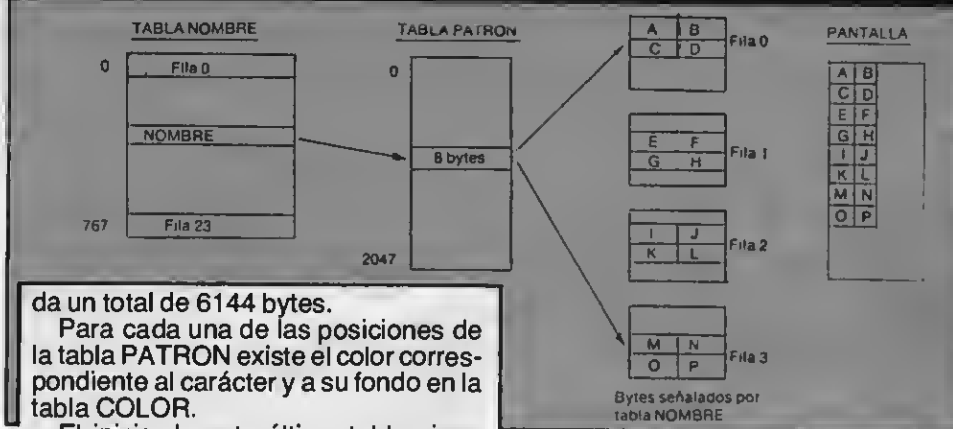 TABLA NOMBRE
0
Fila 0
NOMBRE
767
Fila 23
TABLA PATRON
0
8 bytes
2047
A B
C D
Fila 0
E F
G H
Fila 1
I J
K L
Fila 2
M N
O P
Fila 3
Bytes señalados por
tabla NOMBRE
PANTALLA
A B
C D
E F
G H
I J
K L
M N
O P
da un total de 6144 bytes.
Para cada una de las posiciones de
la tabla PATRON existe el color corres-
pondiente al carácter y a su fondo en la
tabla COLOR.